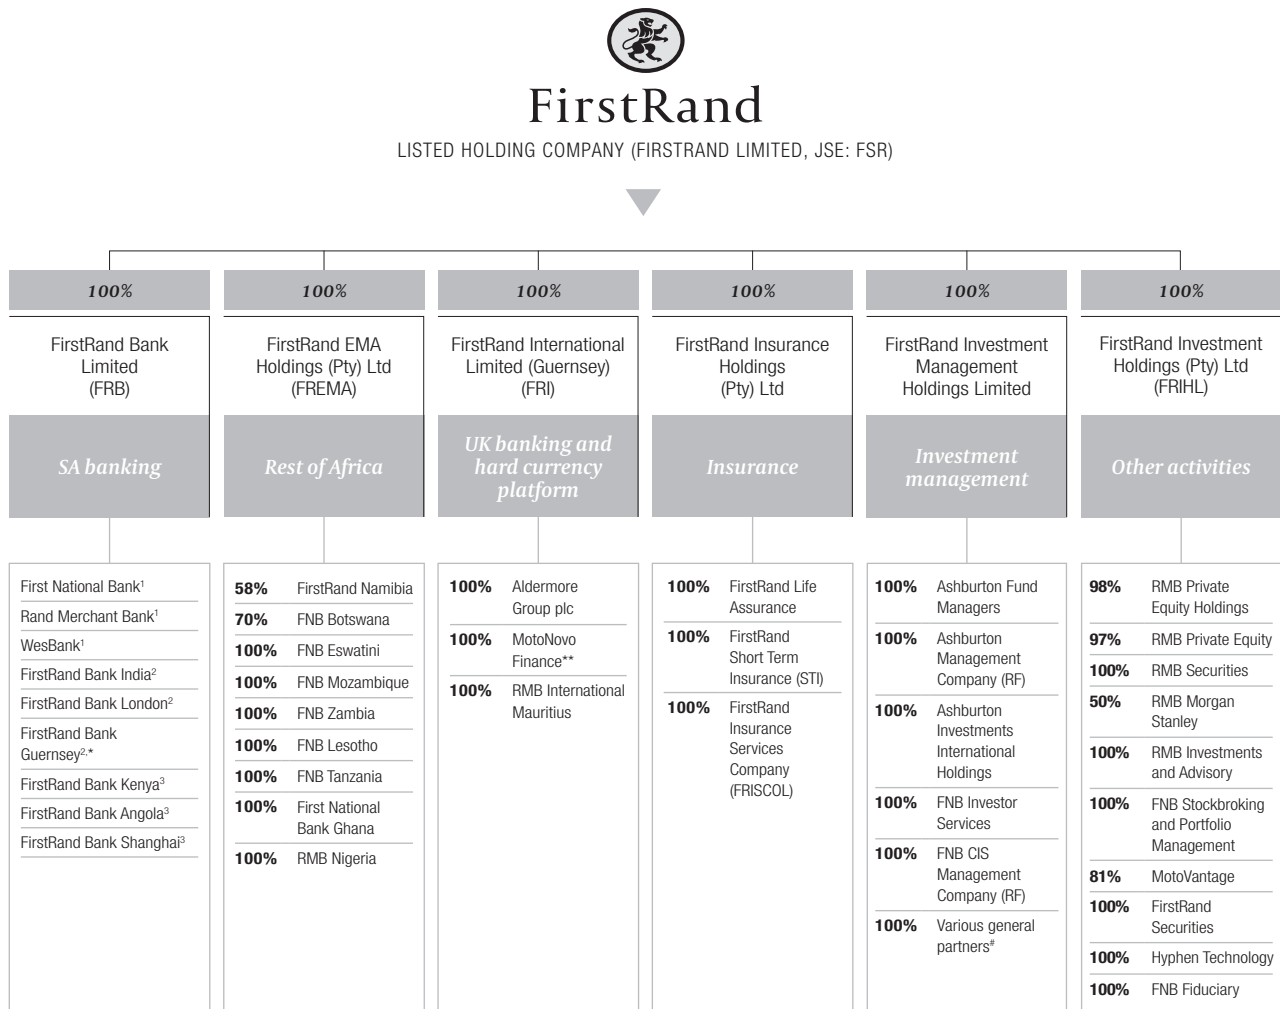 FirstRand
LISTED HOLDING COMPANY (FIRSTRAND LIMITED, JSE: FSR)
100%
FirstRand Bank
Limited
(FRB)
SA banking
First National Bank¹
Rand Merchant Bank¹
WesBank¹
FirstRand Bank India²
FirstRand Bank London²
FirstRand Bank
Guernsey²,*
FirstRand Bank Kenya³
FirstRand Bank Angola³
FirstRand Bank Shanghai³
100%
FirstRand EMA
Holdings (Pty) Ltd
(FREMA)
Rest of Africa
58% FirstRand Namibia
70% FNB Botswana
100% FNB Eswatini
100% FNB Mozambique
100% FNB Zambia
100% FNB Lesotho
100% FNB Tanzania
100% First National
Bank Ghana
100% RMB Nigeria
100%
FirstRand International
Limited (Guernsey)
(FRI)
UK banking and
hard currency
platform
100% Aldermore
Group plc
100% MotoNovo
Finance**
100% RMB International
Mauritius
100%
FirstRand Insurance
Holdings
(Pty) Ltd
Insurance
100% FirstRand Life
Assurance
100% FirstRand
Short Term
Insurance (STI)
100% FirstRand
Insurance
Services
Company
(FRISCOL)
100%
FirstRand Investment
Management
Holdings Limited
Investment
management
100% Ashburton Fund
Managers
100% Ashburton
Management
Company (RF)
100% Ashburton
Investments
International
Holdings
100% FNB Investor
Services
100% FNB CIS
Management
Company (RF)
100% Various general
partners#
100%
FirstRand Investment
Holdings (Pty) Ltd
(FRIHL)
Other activities
98% RMB Private
Equity Holdings
97% RMB Private Equity
100% RMB Securities
50% RMB Morgan
Stanley
100% RMB Investments
and Advisory
100% FNB Stockbroking
and Portfolio
Management
81% MotoVantage
100% FirstRand
Securities
100% Hyphen Technology
100% FNB Fiduciary